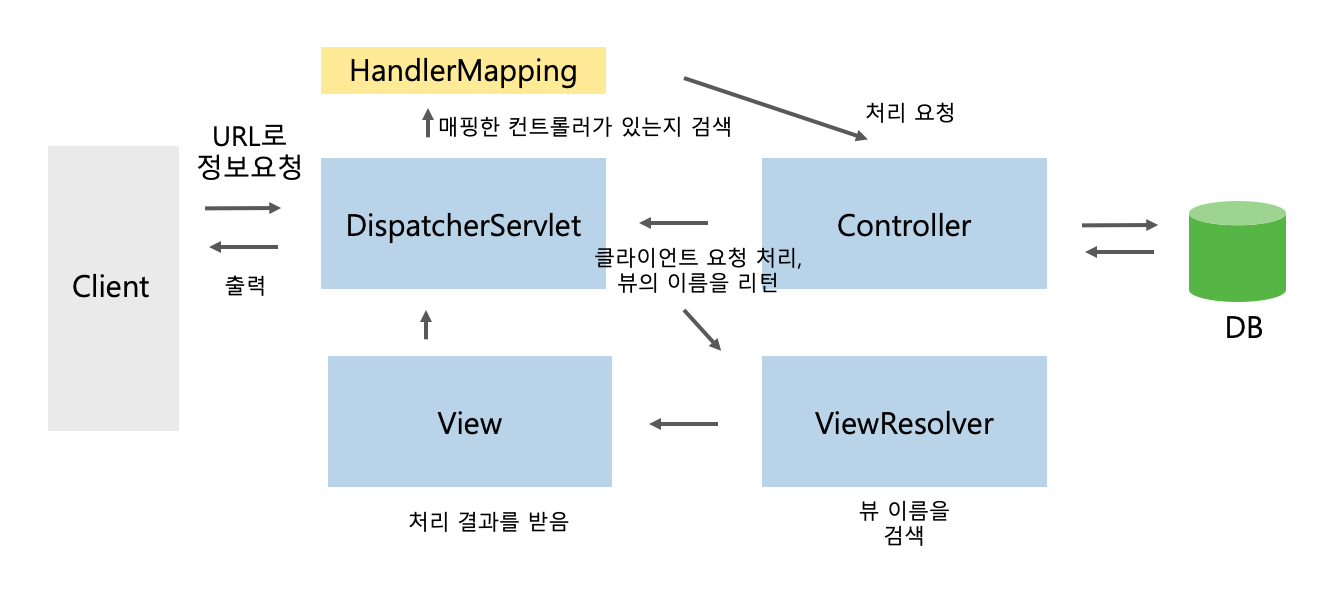 HandlerMapping
처리 요청
매핑한 컨트롤러가 있는지 검색
URL로
정보요청
DispatcherServlet
Controller
클라이언트 요청 처리,
뷰의 이름을 리턴
Client
출력
DB
View
ViewResolver
처리 결과를 받음
뷰 이름을
검색